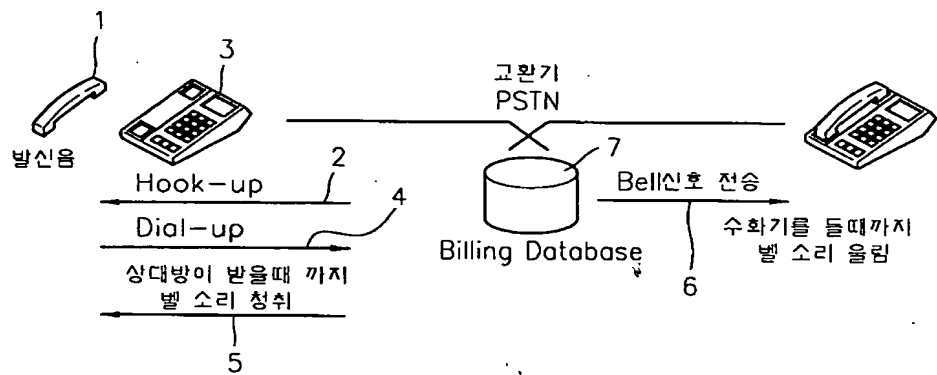 1
3
교환기
PSTN
발신음
7
Hook-up
2
Bell신호 전송
Dial-up
4
수화기를 들때까지
벨 소리 울림
Billing Database
6
상대방이 받을때 까지
벨 소리 청취
5